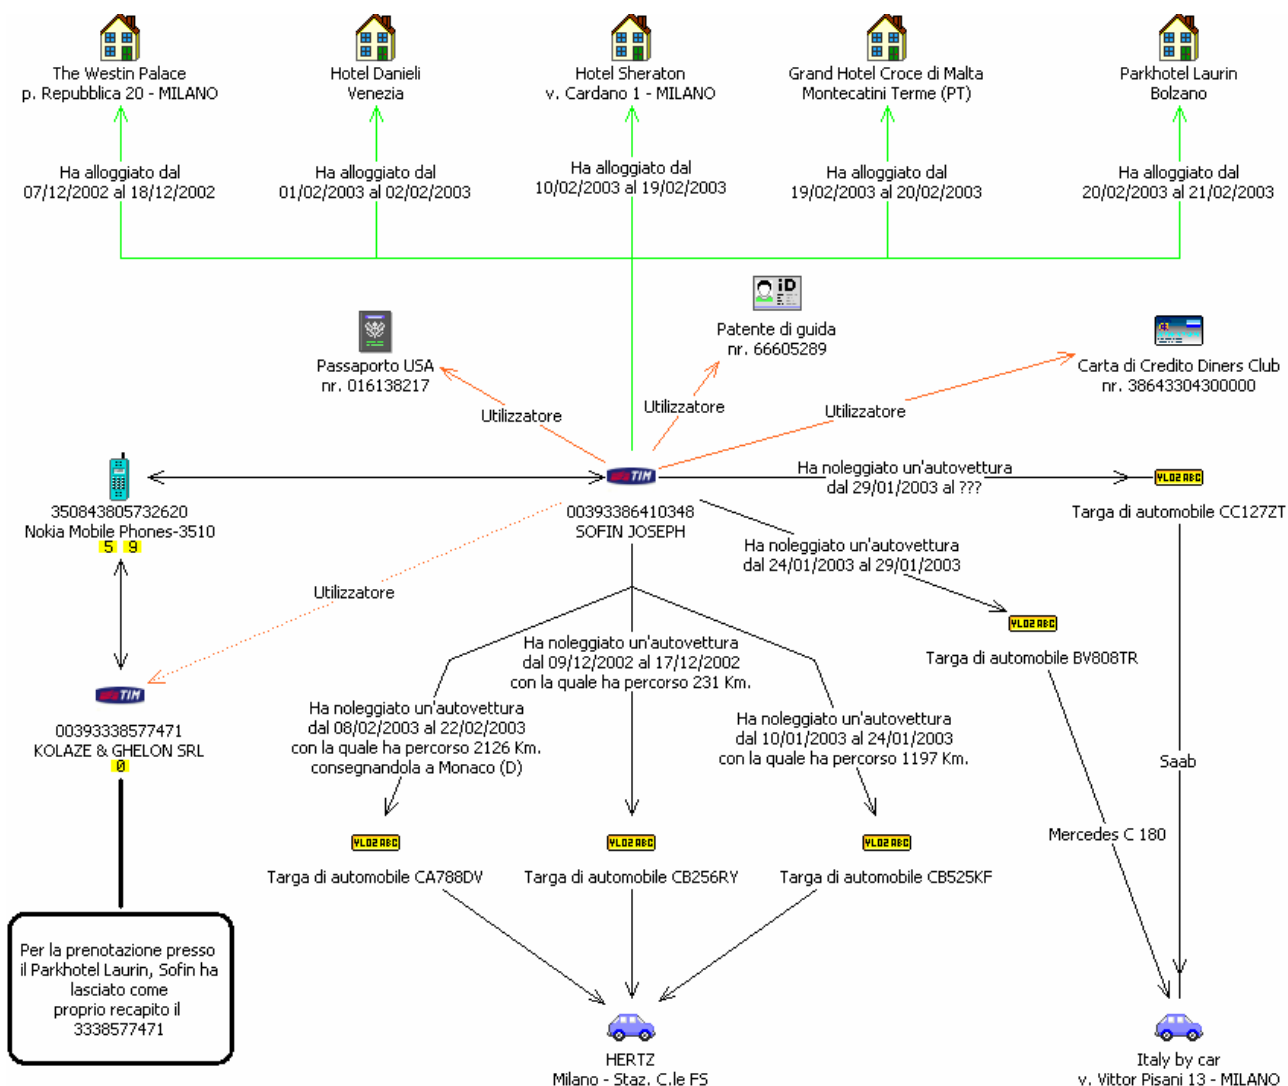 The Westin Palace
p. Repubblica 20 - MILANO
Hotel Danieli
Venezia
Hotel Sheraton
v. Cardano 1 - MILANO
Grand Hotel Croce di Malta
Montecatini Terme (PT)
Parkhotel Laurin
Bolzano
Ha alloggiato dal
07/12/2002 al 18/12/2002
Ha alloggiato dal
01/02/2003 al 02/02/2003
Ha alloggiato dal
10/02/2003 al 19/02/2003
Ha alloggiato dal
19/02/2003 al 20/02/2003
Ha alloggiato dal
20/02/2003 al 21/02/2003
iD
Passaporto USA
nr. 016138217
Patente di guida
nr. 66605289
Carta di Credito Diners Club
nr. 38643304300000
Utilizzatore
Utilizzatore
Utilizzatore
TIM
Ha noleggiato un'autovettura
dal 29/01/2003 al ???
YL02ABC
350843805732620
Nokia Mobile Phones-3510
5 9
00393386410348
SOFIN JOSEPH
Targa di automobile CC127ZT
Ha noleggiato un'autovettura
dal 24/01/2003 al 29/01/2003
Utilizzatore
YL02ABC
Targa di automobile BV808TR
Ha noleggiato un'autovettura
dal 09/12/2002 al 17/12/2002
con la quale ha percorso 231 Km.
TIM
00393338577471
KOLAZE & GHELON SRL
0
Ha noleggiato un'autovettura
dal 08/02/2003 al 22/02/2003
con la quale ha percorso 2126 Km.
consegnandola a Monaco (D)
Ha noleggiato un'autovettura
dal 10/01/2003 al 24/01/2003
con la quale ha percorso 1197 Km.
Saab
Mercedes C 180
YL02ABC
YL02ABC
YL02ABC
Targa di automobile CA788DV
Targa di automobile CB256RY
Targa di automobile CB525KF
Per la prenotazione presso
il Parkhotel Laurin, Sofin ha
lasciato come
proprio recapito il
3338577471
HERTZ
Milano - Staz. C.le FS
Italy by car
v. Vittor Pisani 13 - MILANO